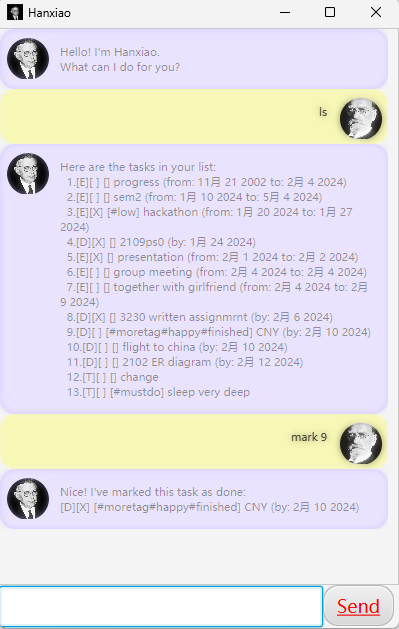 Hanxiao
Hello! I'm Hanxiao.
What can I do for you?
ls
Here are the tasks in your list:
1.[E][ ] [] progress (from: 11月 21 2002 to: 2月 4 2024)
2.[E][ ] [] sem2 (from: 1月 10 2024 to: 5月 4 2024)
3.[E][X] [#low] hackathon (from: 1月 20 2024 to: 1月 27
2024)
4.[D][X] [] 2109ps0 (by: 1月 24 2024)
5.[E][X] [] presentation (from: 2月 1 2024 to: 2月 2 2024)
6.[E][ ] [] group meeting (from: 2月 4 2024 to: 2月 4 2024)
7.[E][ ] [] together with girlfriend (from: 2月 4 2024 to: 2月
9 2024)
8.[D][X] [] 3230 written assignmrnt (by: 2月 6 2024)
9.[D][ ] [#moretag#happy#finished] CNY (by: 2月 10 2024)
10.[D][ ] [] flight to china (by: 2月 10 2024)
11.[D][ ] [] 2102 ER diagram (by: 2月 12 2024)
12.[T][ ] [] change
13.[T][ ] [#mustdo] sleep very deep
mark 9
Nice! I've marked this task as done:
[D][X] [#moretag#happy#finished] CNY (by: 2月 10 2024)
Send